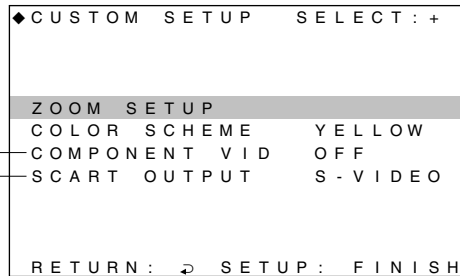 ◆CUSTOM SETUP SELECT:+
ZOOM SETUP
COLOR SCHEME YELLOW
COMPONENT VID OFF
SCART OUTPUT S-VIDEO
RETURN: ⊋ SETUP: FINISH